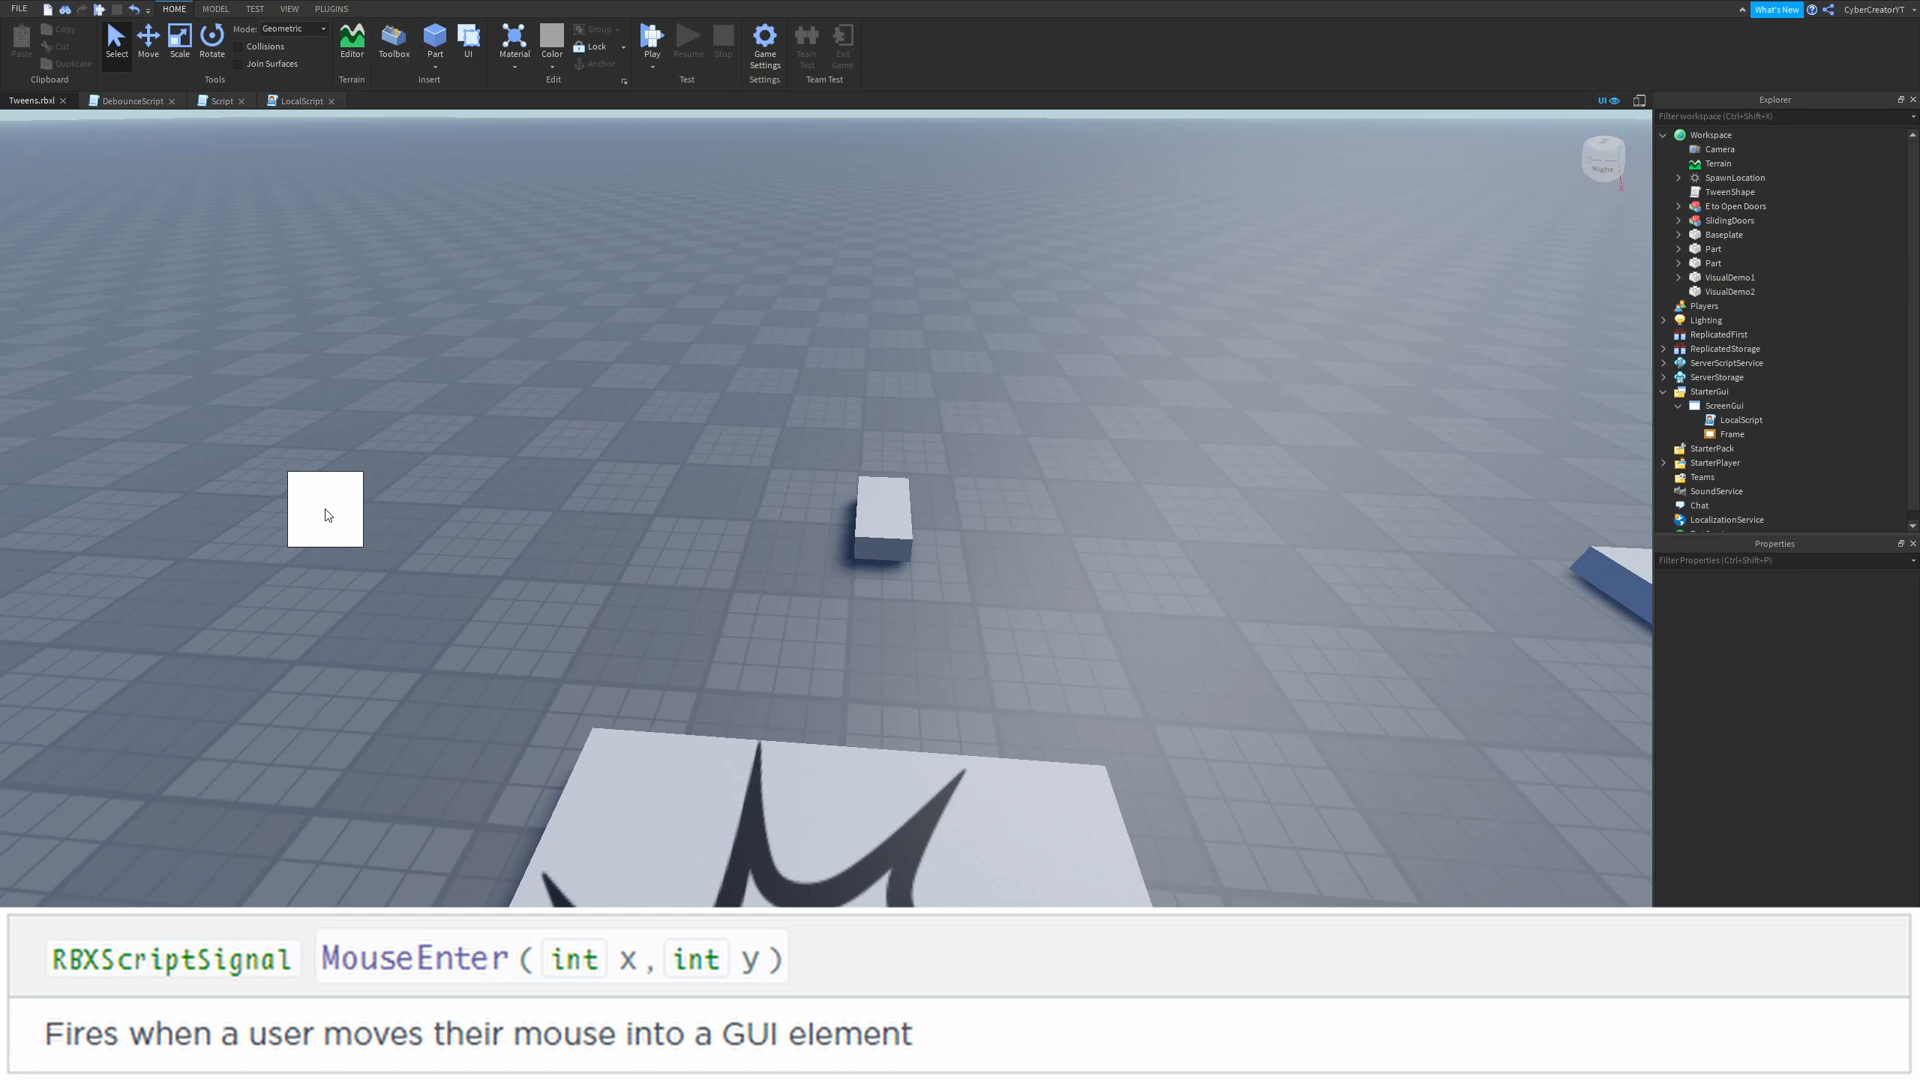 FILE HOME MODEL TEST VIEW PLUGINS What's New CyberCreatorYT
Paste Copy Cut Duplicate Select Move Scale Rotate Mode: Geometric Collisions Join Surfaces Editor Toolbox Part UI Material Color Group Lock Anchor Play Resume Stop Game Settings Team Test Exit Game
Clipboard Tools Terrain Insert Edit Test Settings Team Test
Tweens.rbxl DebounceScript Script LocalScript UI
Explorer
Filter workspace (Ctrl+Shift+X)
Workspace
Camera
Terrain
SpawnLocation
TweenShape
E to Open Doors
SlidingDoors
Baseplate
Part
Part
VisualDemo1
VisualDemo2
Players
Lighting
ReplicatedFirst
ReplicatedStorage
ServerScriptService
ServerStorage
StarterGui
ScreenGui
LocalScript
Frame
StarterPack
StarterPlayer
Teams
SoundService
Chat
LocalizationService
Properties
Filter Properties (Ctrl+Shift+P)
Right
X
RBXScriptSignal MouseEnter ( int x , int y )
Fires when a user moves their mouse into a GUI element